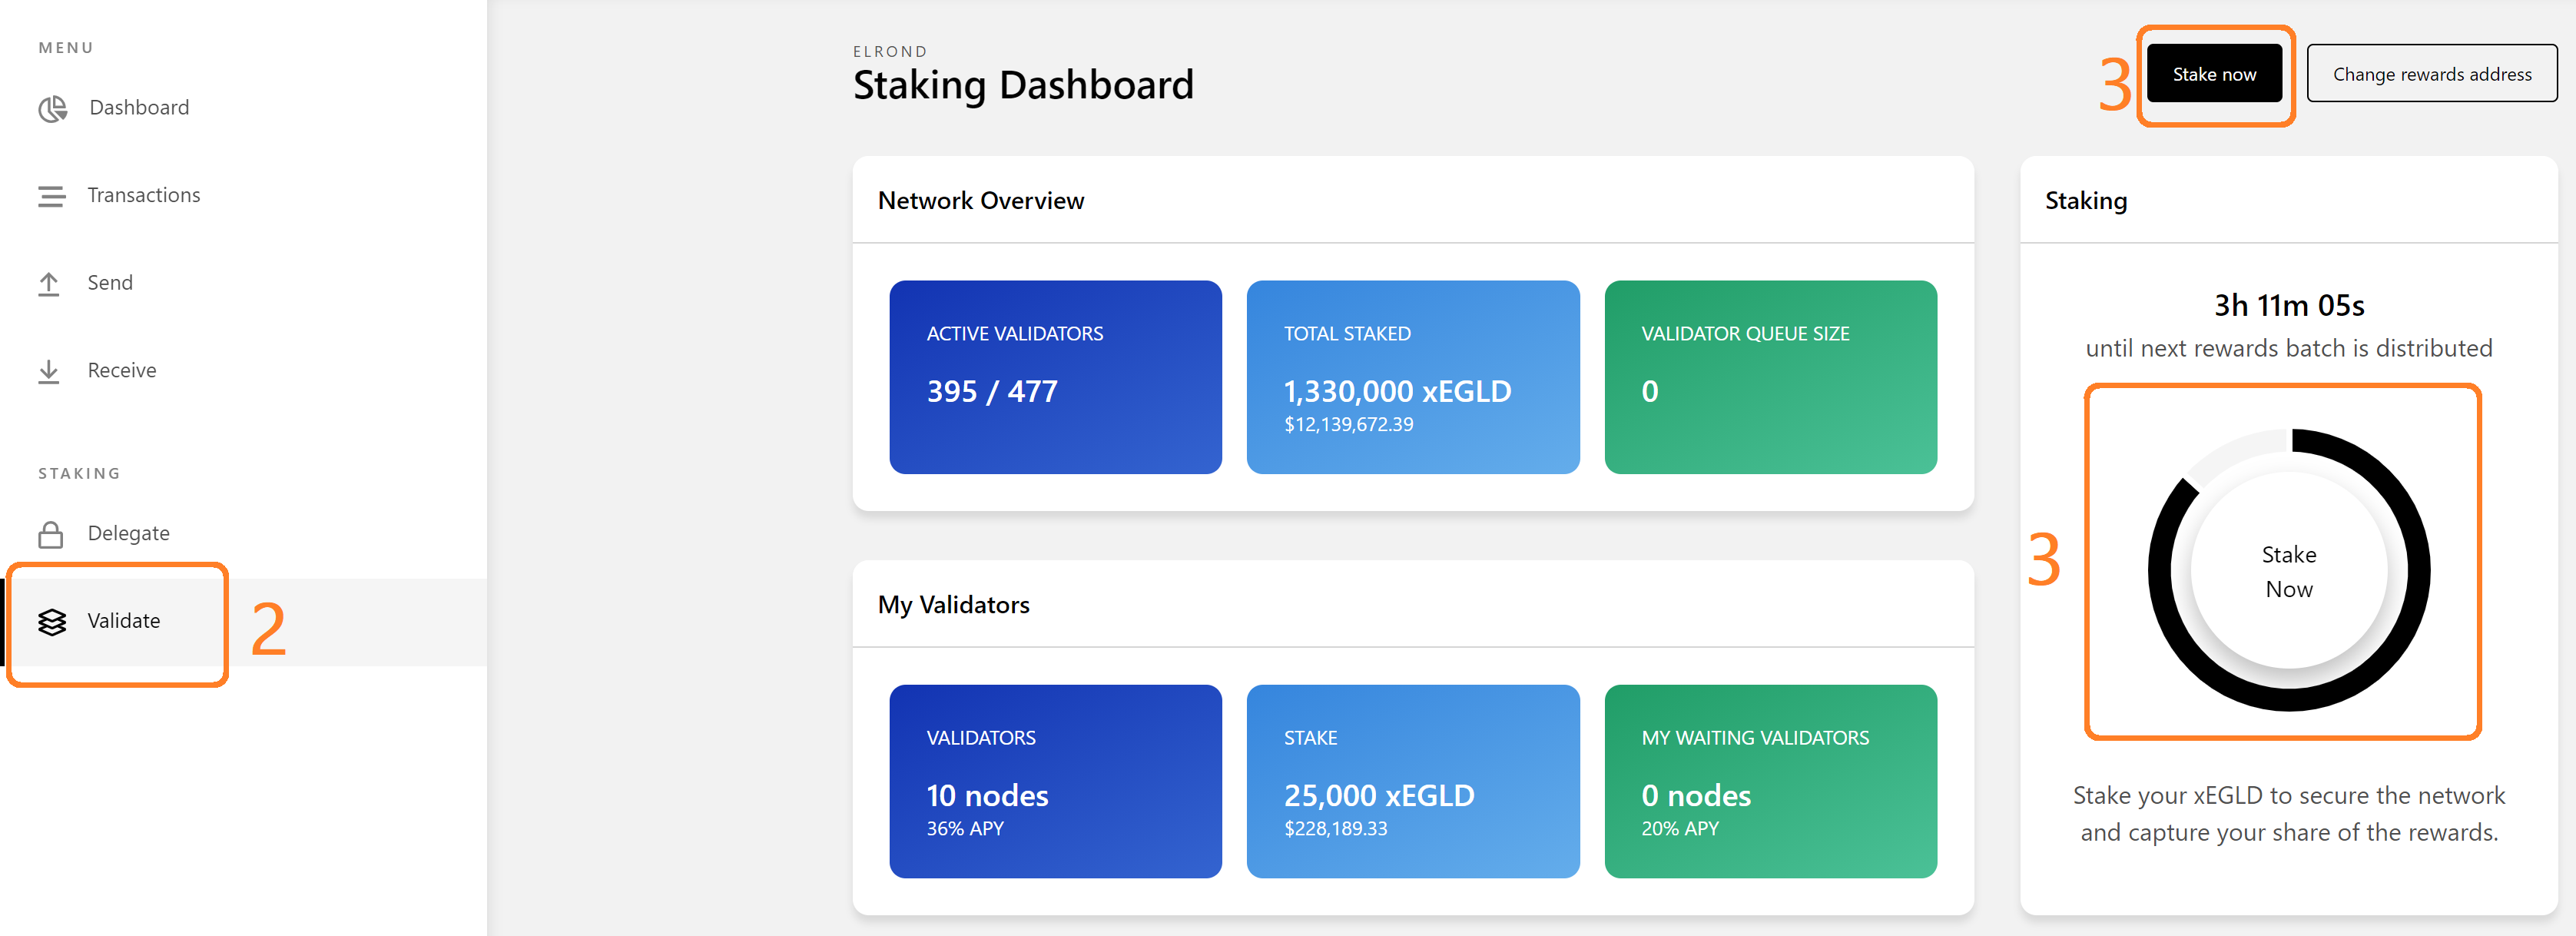 MENU
Dashboard
Transactions
Send
Receive
STAKING
Delegate
Validate
2
ELROND
Staking Dashboard
3
Stake now
Change rewards address
Network Overview
ACTIVE VALIDATORS
395 / 477
TOTAL STAKED
1,330,000 xEGLD
$12,139,672.39
VALIDATOR QUEUE SIZE
0
My Validators
VALIDATORS
10 nodes
36% APY
STAKE
25,000 xEGLD
$228,189.33
MY WAITING VALIDATORS
0 nodes
20% APY
Staking
3h 11m 05s
until next rewards batch is distributed
3
Stake
Now
Stake your xEGLD to secure the network
and capture your share of the rewards.